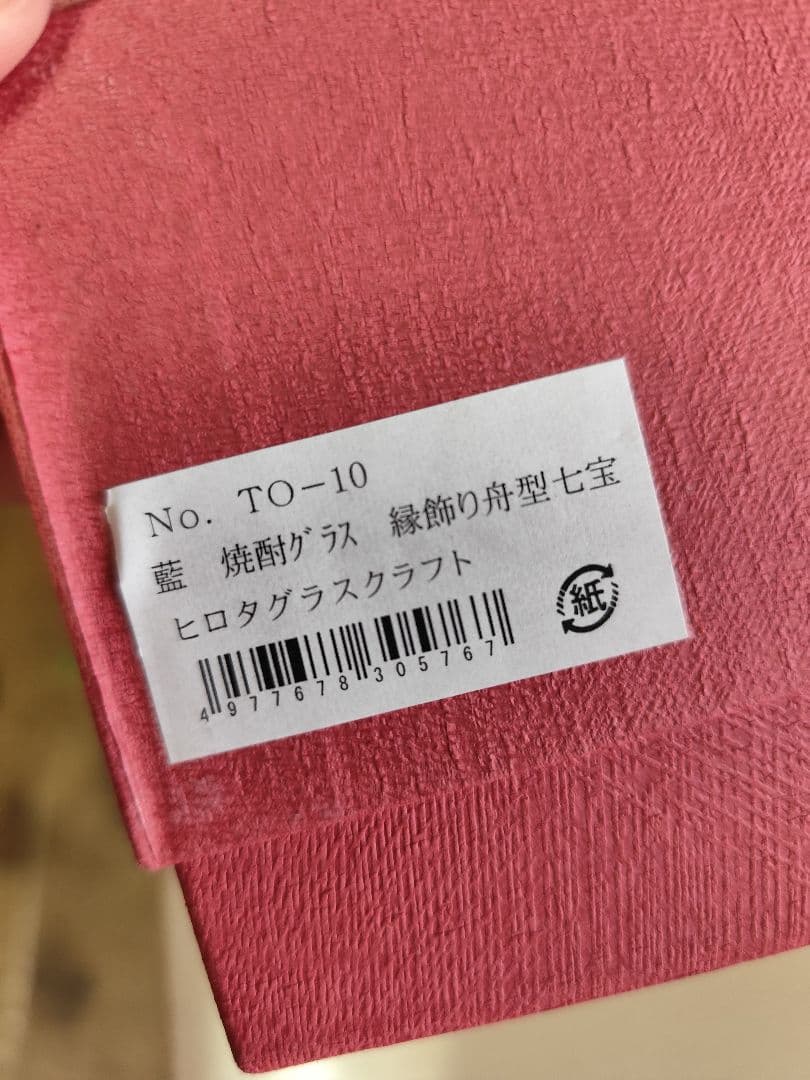 No. TO-10
藍 焼酎ｸﾞﾗｽ 縁飾り舟型七宝
ヒロタグラスクラフト
紙
4977678305767